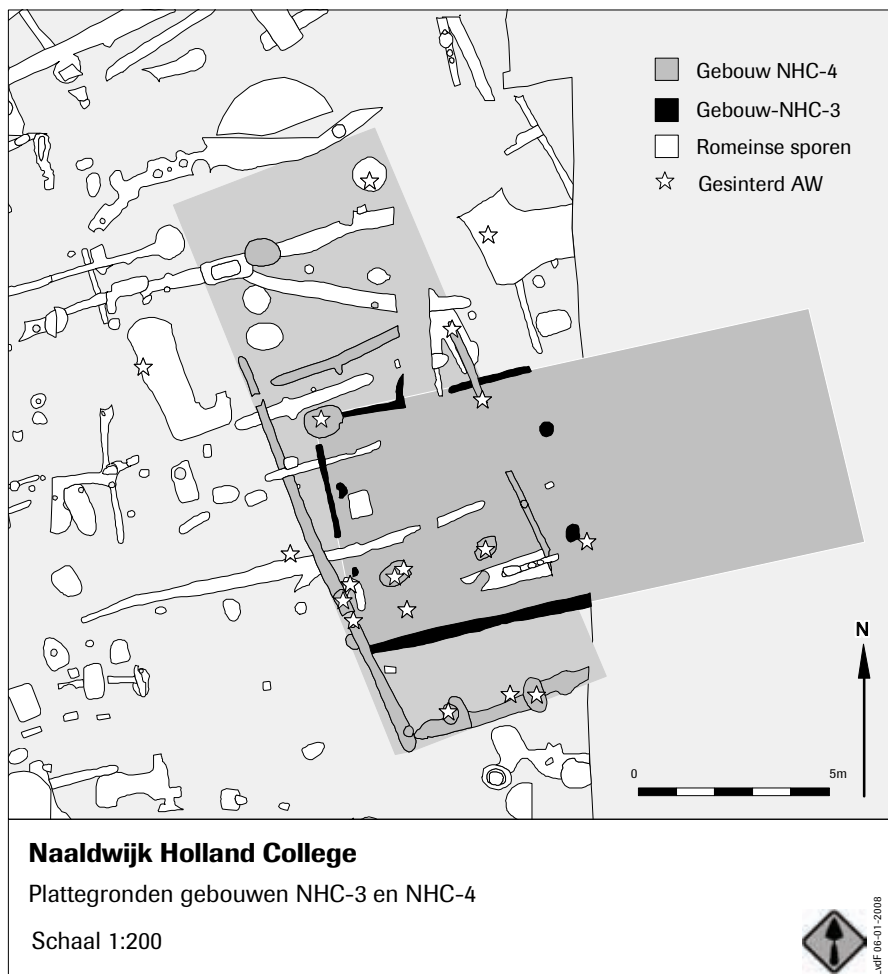 Gebouw NHC-4
Gebouw-NHC-3
Romeinse sporen
Gesinterd AW
N
0 5m
Naaldwijk Holland College
Plattegronden gebouwen NHC-3 en NHC-4
Schaal 1:200
vdF 06-01-2008